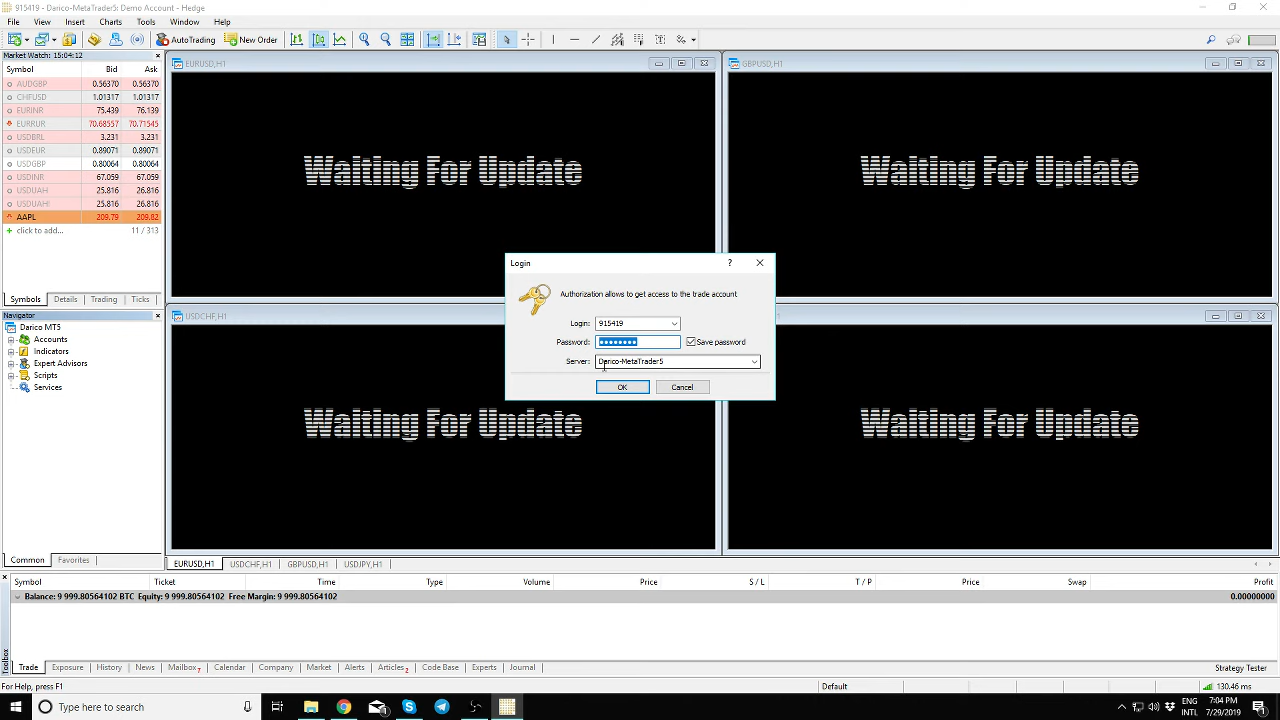 915419 - Darico-MetaTrader5: Demo Account - Hedge
File View Insert Charts Tools Window Help
AutoTrading New Order
Market Watch: 15:04:12
Symbol Bid Ask
AUDGBP 0.56370 0.56370
CHFUSD 1.01317 1.01317
EURINR 75.439 76.139
EURRUR 70.68557 70.71545
USDBRL 3.231 3.231
USDEUR 0.89071 0.89071
USDGBP 0.80064 0.80064
USDINR 67.059 67.059
USDUAH 25.816 26.816
USDUAH! 25.816 26.816
AAPL 209.79 209.82
click to add... 11 / 313
Symbols Details Trading Ticks
Navigator
Darico MT5
Accounts
Indicators
Expert Advisors
Scripts
Services
Common Favorites
EURUSD,H1
Waiting For Update
GBPUSD,H1
Waiting For Update
USDCHF,H1
Waiting For Update
Waiting For Update
Login ?
Authorization allows to get access to the trade account
Login: 915419
Password: ●●●●●●●● Save password
Server: Darico-MetaTrader5
OK Cancel
EURUSD,H1 USDCHF,H1 GBPUSD,H1 USDJPY,H1
Symbol Ticket Time Type Volume Price S / L T / P Price Swap Profit
Balance: 9 999.80564102 BTC Equity: 9 999.80564102 Free Margin: 9 999.80564102 0.00000000
Toolbox
Trade Exposure History News Mailbox 7 Calendar Company Market Alerts Articles 2 Code Base Experts Journal Strategy Tester
For Help, press F1 Default 130.46 ms
Type here to search
ENG
INTL
7:04 PM
7/29/2019